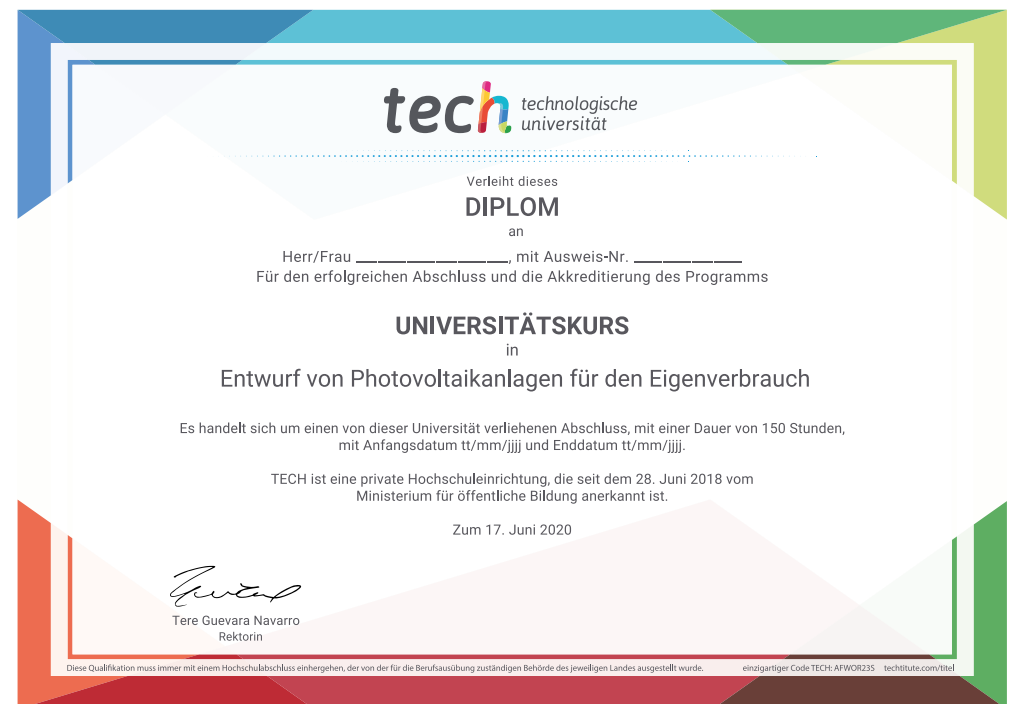 tech technologische
universität
Verleiht dieses
DIPLOM
an
Herr/Frau __________________, mit Ausweis-Nr. _____________
Für den erfolgreichen Abschluss und die Akkreditierung des Programms
UNIVERSITÄTSKURS
in
Entwurf von Photovoltaikanlagen für den Eigenverbrauch
Es handelt sich um einen von dieser Universität verliehenen Abschluss, mit einer Dauer von 150 Stunden,
mit Anfangsdatum tt/mm/jjjj und Enddatum tt/mm/jjjj.
TECH ist eine private Hochschuleinrichtung, die seit dem 28. Juni 2018 vom
Ministerium für öffentliche Bildung anerkannt ist.
Zum 17. Juni 2020
Tere Guevara Navarro
Rektorin
Diese Qualifikation muss immer mit einem Hochschulabschluss einhergehen, der von der für die Berufsausübung zuständigen Behörde des jeweiligen Landes ausgestellt wurde. einzigartiger Code TECH: AFWOR23S techtitute.com/titel